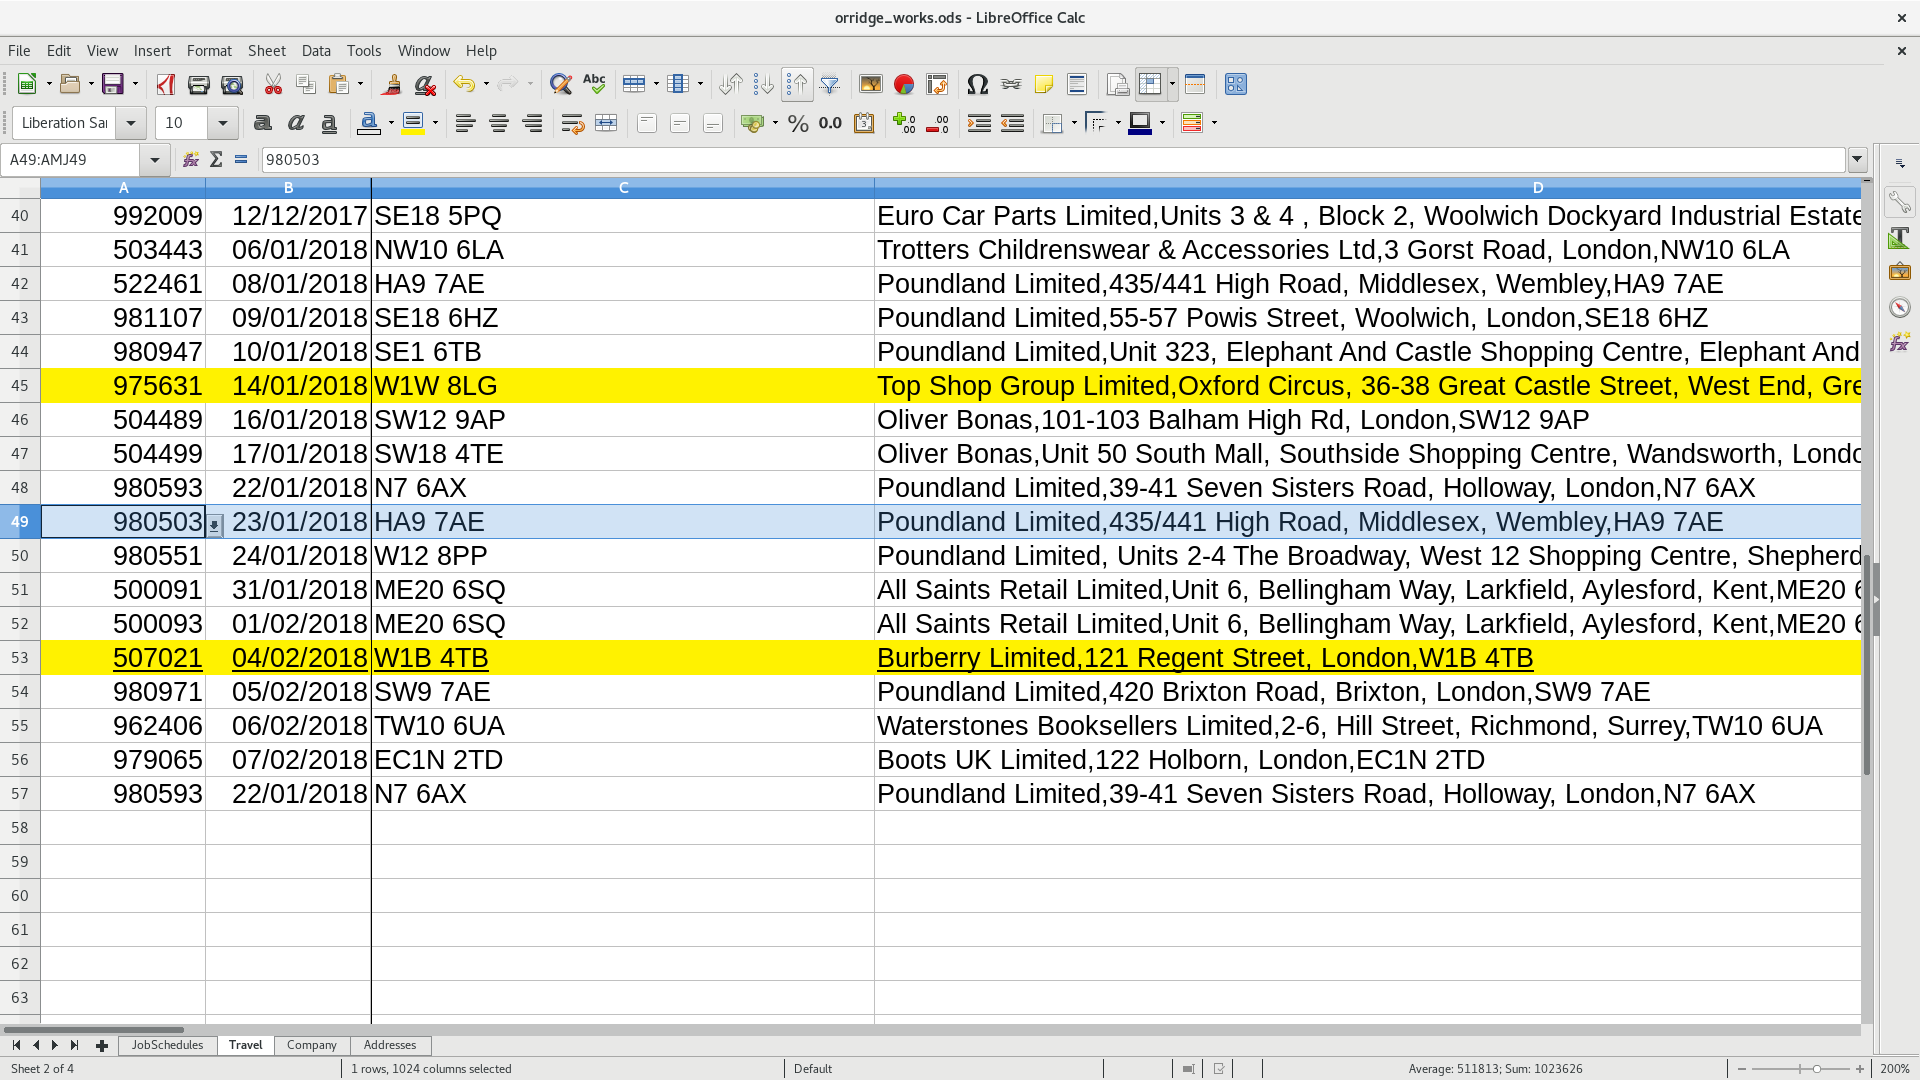 orridge_works.ods - LibreOffice Calc
File Edit View Insert Format Sheet Data Tools Window Help
Abc
Liberation Sar 10 a a a a % 0.0
A49:AMJ49 fx Σ = 980503
A B C D
40 992009 12/12/2017 SE18 5PQ Euro Car Parts Limited,Units 3 & 4 , Block 2, Woolwich Dockyard Industrial Estate
41 503443 06/01/2018 NW10 6LA Trotters Childrenswear & Accessories Ltd,3 Gorst Road, London,NW10 6LA
42 522461 08/01/2018 HA9 7AE Poundland Limited,435/441 High Road, Middlesex, Wembley,HA9 7AE
43 981107 09/01/2018 SE18 6HZ Poundland Limited,55-57 Powis Street, Woolwich, London,SE18 6HZ
44 980947 10/01/2018 SE1 6TB Poundland Limited,Unit 323, Elephant And Castle Shopping Centre, Elephant And
45 975631 14/01/2018 W1W 8LG Top Shop Group Limited,Oxford Circus, 36-38 Great Castle Street, West End, Gre
46 504489 16/01/2018 SW12 9AP Oliver Bonas,101-103 Balham High Rd, London,SW12 9AP
47 504499 17/01/2018 SW18 4TE Oliver Bonas,Unit 50 South Mall, Southside Shopping Centre, Wandsworth, Londo
48 980593 22/01/2018 N7 6AX Poundland Limited,39-41 Seven Sisters Road, Holloway, London,N7 6AX
49 980503 23/01/2018 HA9 7AE Poundland Limited,435/441 High Road, Middlesex, Wembley,HA9 7AE
50 980551 24/01/2018 W12 8PP Poundland Limited, Units 2-4 The Broadway, West 12 Shopping Centre, Shepherd
51 500091 31/01/2018 ME20 6SQ All Saints Retail Limited,Unit 6, Bellingham Way, Larkfield, Aylesford, Kent,ME20 6
52 500093 01/02/2018 ME20 6SQ All Saints Retail Limited,Unit 6, Bellingham Way, Larkfield, Aylesford, Kent,ME20 6
53 507021 04/02/2018 W1B 4TB Burberry Limited,121 Regent Street, London,W1B 4TB
54 980971 05/02/2018 SW9 7AE Poundland Limited,420 Brixton Road, Brixton, London,SW9 7AE
55 962406 06/02/2018 TW10 6UA Waterstones Booksellers Limited,2-6, Hill Street, Richmond, Surrey,TW10 6UA
56 979065 07/02/2018 EC1N 2TD Boots UK Limited,122 Holborn, London,EC1N 2TD
57 980593 22/01/2018 N7 6AX Poundland Limited,39-41 Seven Sisters Road, Holloway, London,N7 6AX
58
59
60
61
62
63
JobSchedules Travel Company Addresses
Sheet 2 of 4 1 rows, 1024 columns selected Default Average: 511813; Sum: 1023626 200%